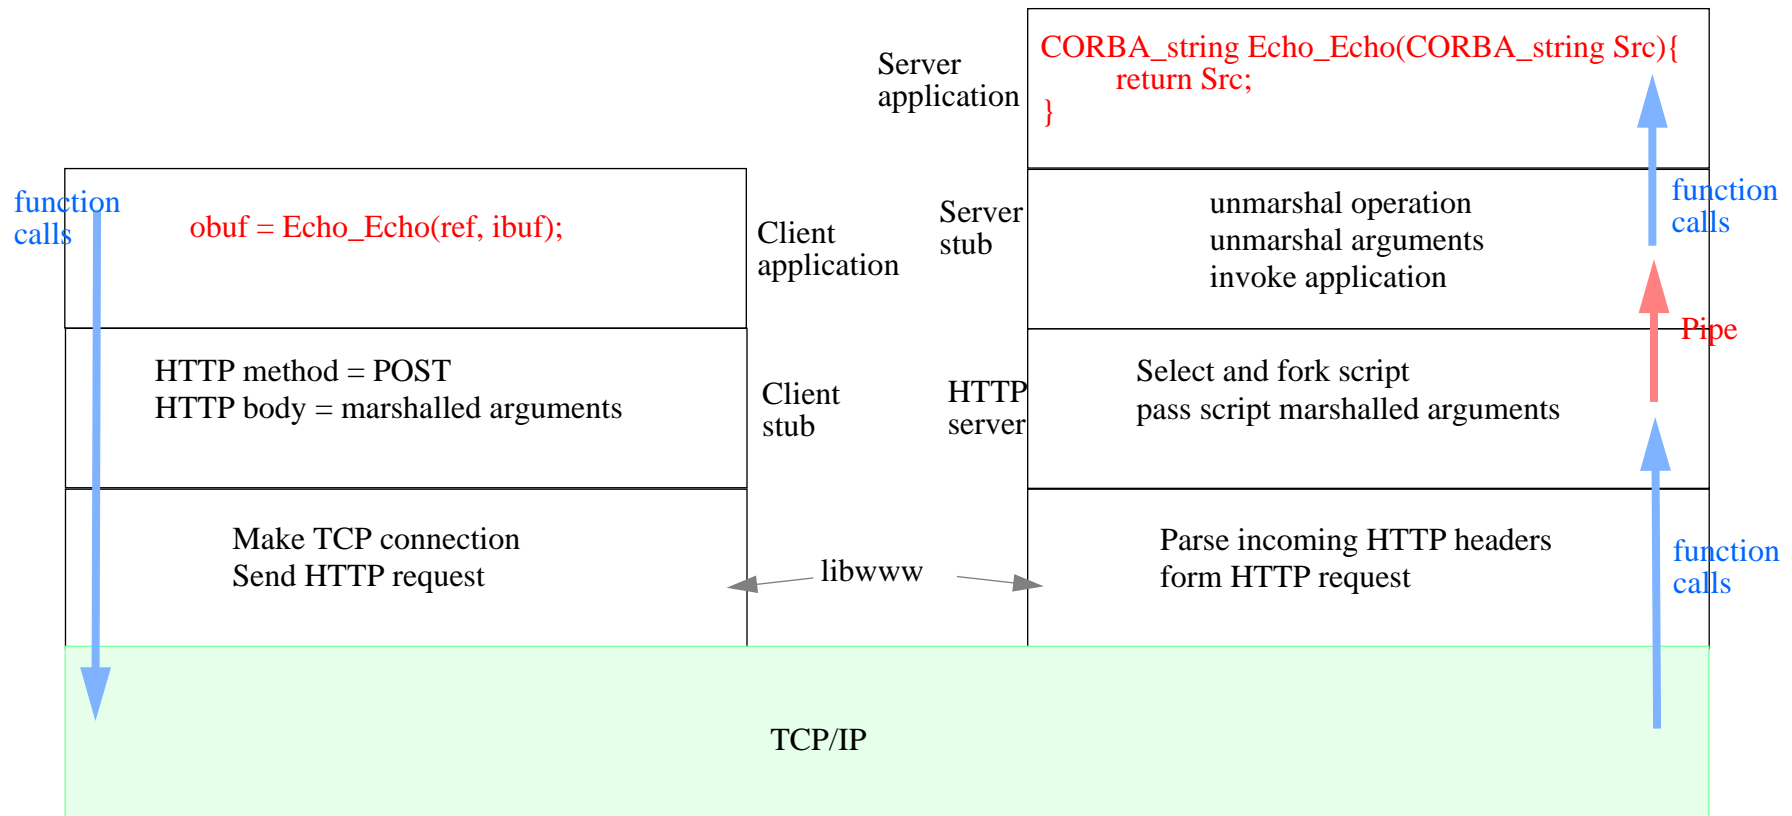 Server
application
CORBA_string Echo_Echo(CORBA_string Src){
return Src;
}
function
calls
obuf = Echo_Echo(ref, ibuf);
Client
application
Server
stub
unmarshal operation
unmarshal arguments
invoke application
function
calls
Pipe
HTTP method = POST
HTTP body = marshalled arguments
Client
stub
HTTP
server
Select and fork script
pass script marshalled arguments
Make TCP connection
Send HTTP request
libwww
Parse incoming HTTP headers
form HTTP request
function
calls
TCP/IP